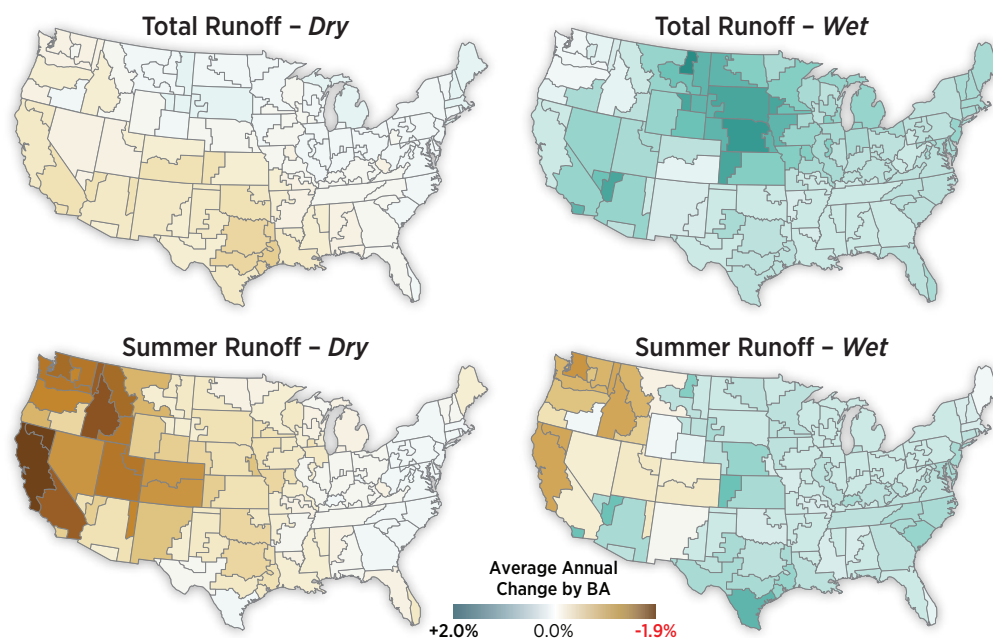 Total Runoff – Dry
Total Runoff – Wet
Summer Runoff – Dry
Summer Runoff – Wet
Average Annual
Change by BA
+2.0% 0.0% -1.9%